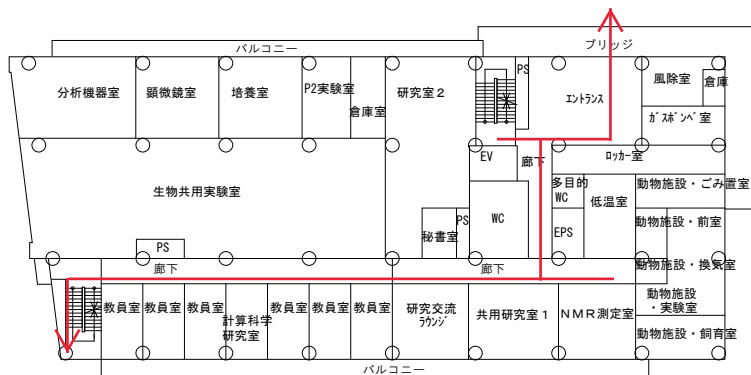 バルコニー
ブリッジ
分析機器室
顕微鏡室
培養室
P2実験室
倉庫室
研究室2
PS
エントランス
風除室
倉庫
ガスボンベ室
ロッカー室
EV
廊下
生物共用実験室
多目的
WC
低温室
動物施設・ごみ置室
秘書室
PS
WC
EPS
動物施設・前室
PS
廊下
廊下
動物施設・換気室
教員室
教員室
教員室
計算科学
研究室
教員室
教員室
教員室
研究交流
ラウンジ
共用研究室1
NMR測定室
動物施設
・実験室
動物施設・飼育室
バルコニー